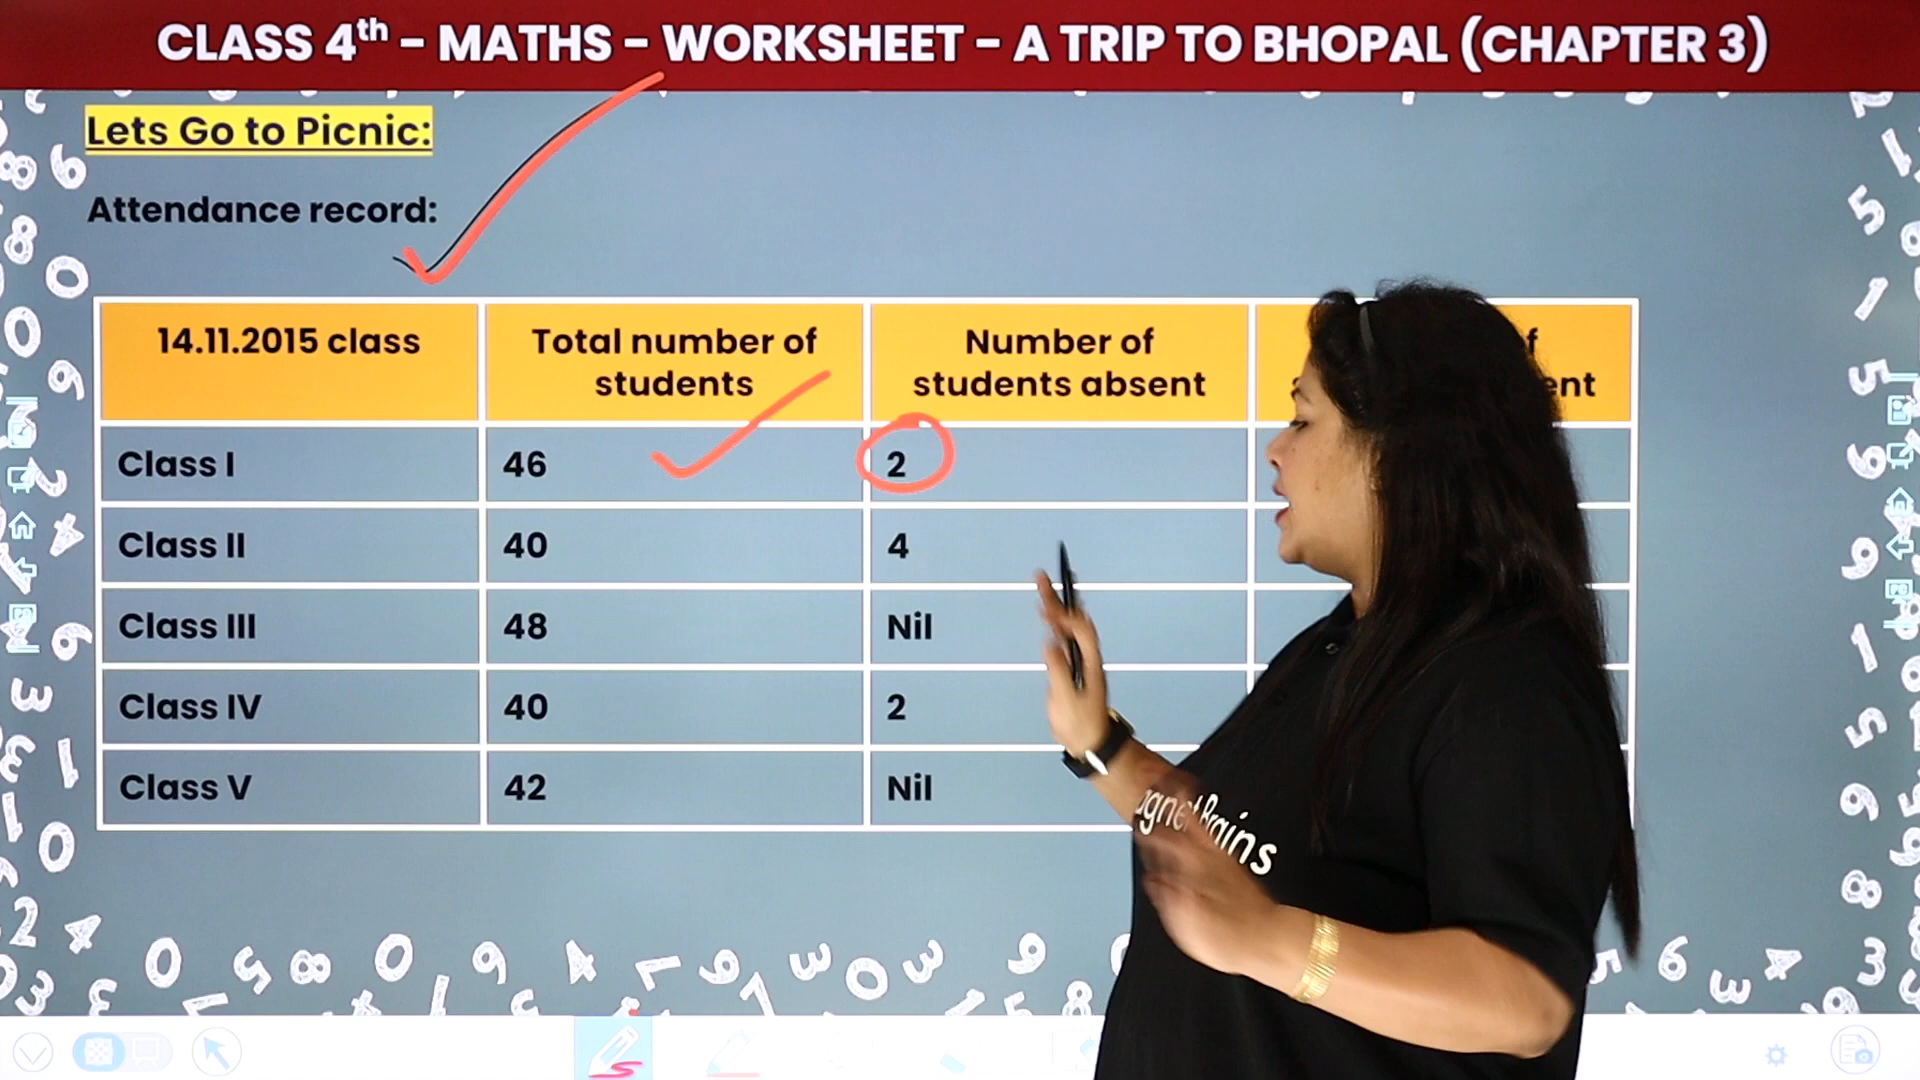 CLASS 4th - MATHS - WORKSHEET - A TRIP TO BHOPAL (CHAPTER 3)
Lets Go to Picnic:
Attendance record:
14.11.2015 class
Total number of
students
Number of
students absent
Class I
46
2
Class II
40
4
Class III
48
Nil
Class IV
40
2
Class V
42
Nil